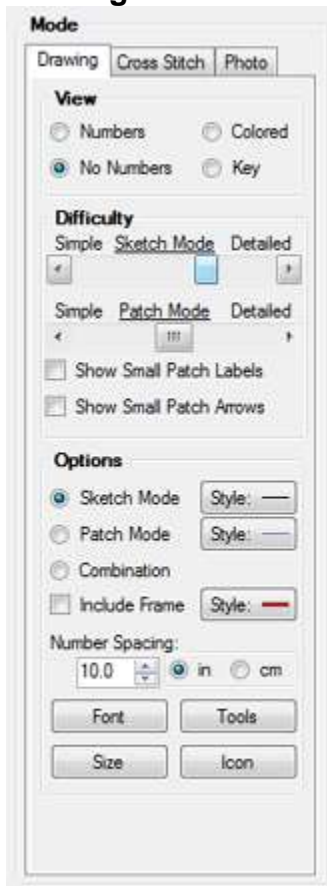 Mode
Drawing Cross Stitch Photo
View
Numbers Colored
No Numbers Key
Difficulty
Simple Sketch Mode Detailed
Simple Patch Mode Detailed
Show Small Patch Labels
Show Small Patch Arrows
Options
Sketch Mode Style:
Patch Mode Style:
Combination
Include Frame Style:
Number Spacing:
10.0 in cm
Font Tools
Size Icon